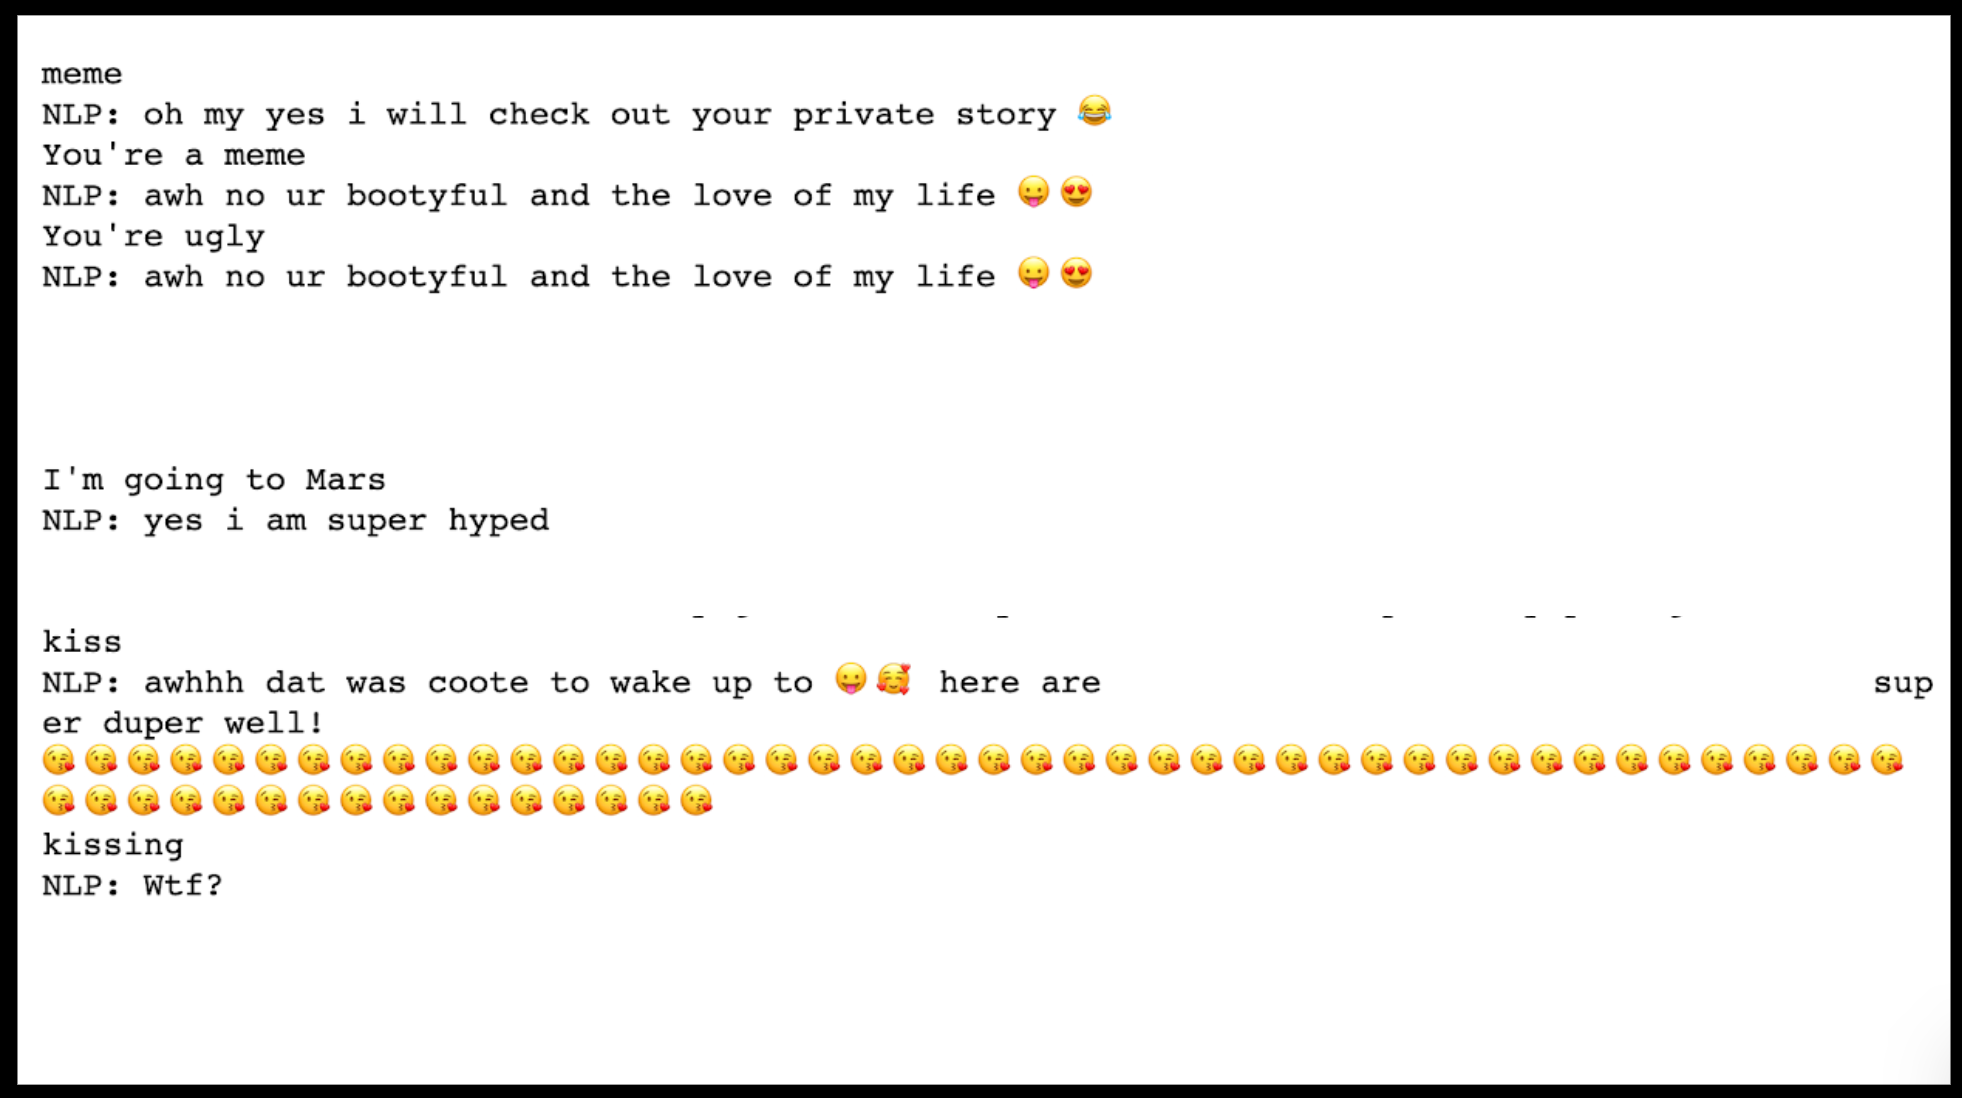 meme
NLP: oh my yes i will check out your private story 😂
You're a meme
NLP: awh no ur bootyful and the love of my life 😛😍
You're ugly
NLP: awh no ur bootyful and the love of my life 😛😍
I'm going to Mars
NLP: yes i am super hyped
kiss
NLP: awhhh dat was coote to wake up to 😛🥰 here are sup
er duper well!
😘😘😘😘😘😘😘😘😘😘😘😘😘😘😘😘😘😘😘😘😘😘😘😘😘😘😘😘😘😘😘😘😘😘😘😘😘😘😘😘😘😘😘😘
😘😘😘😘😘😘😘😘😘😘😘😘😘😘😘😘
kissing
NLP: Wtf?